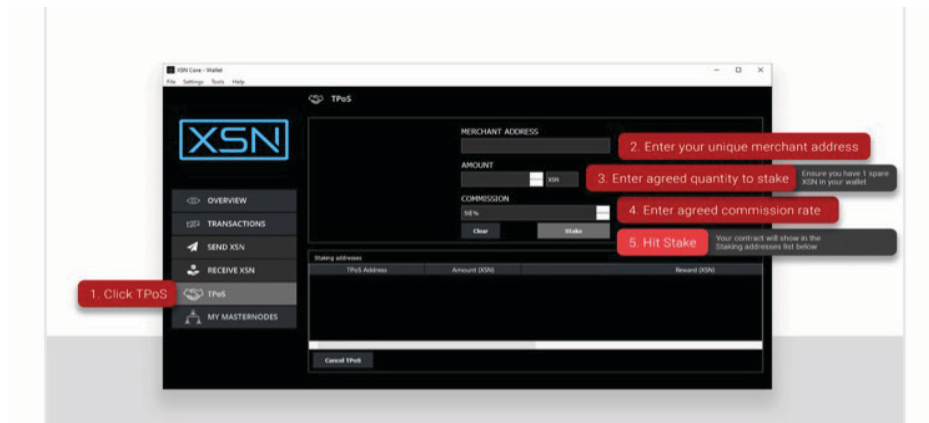 XSN Core - Wallet
File Settings Tools Help
TPoS
XSN
MERCHANT ADDRESS
2. Enter your unique merchant address
AMOUNT
XSN
3. Enter agreed quantity to stake
Ensure you have 1 spare
XSN in your wallet
COMMISSION
4. Enter agreed commission rate
Clear
Stake
5. Hit Stake
Your contract will show in the
Staking addresses list below
OVERVIEW
TRANSACTIONS
SEND XSN
RECEIVE XSN
1. Click TPoS
TPoS
MY MASTERNODES
Staking addresses
TPoS Address Amount (XSN) Reward (XSN)
Cancel TPoS